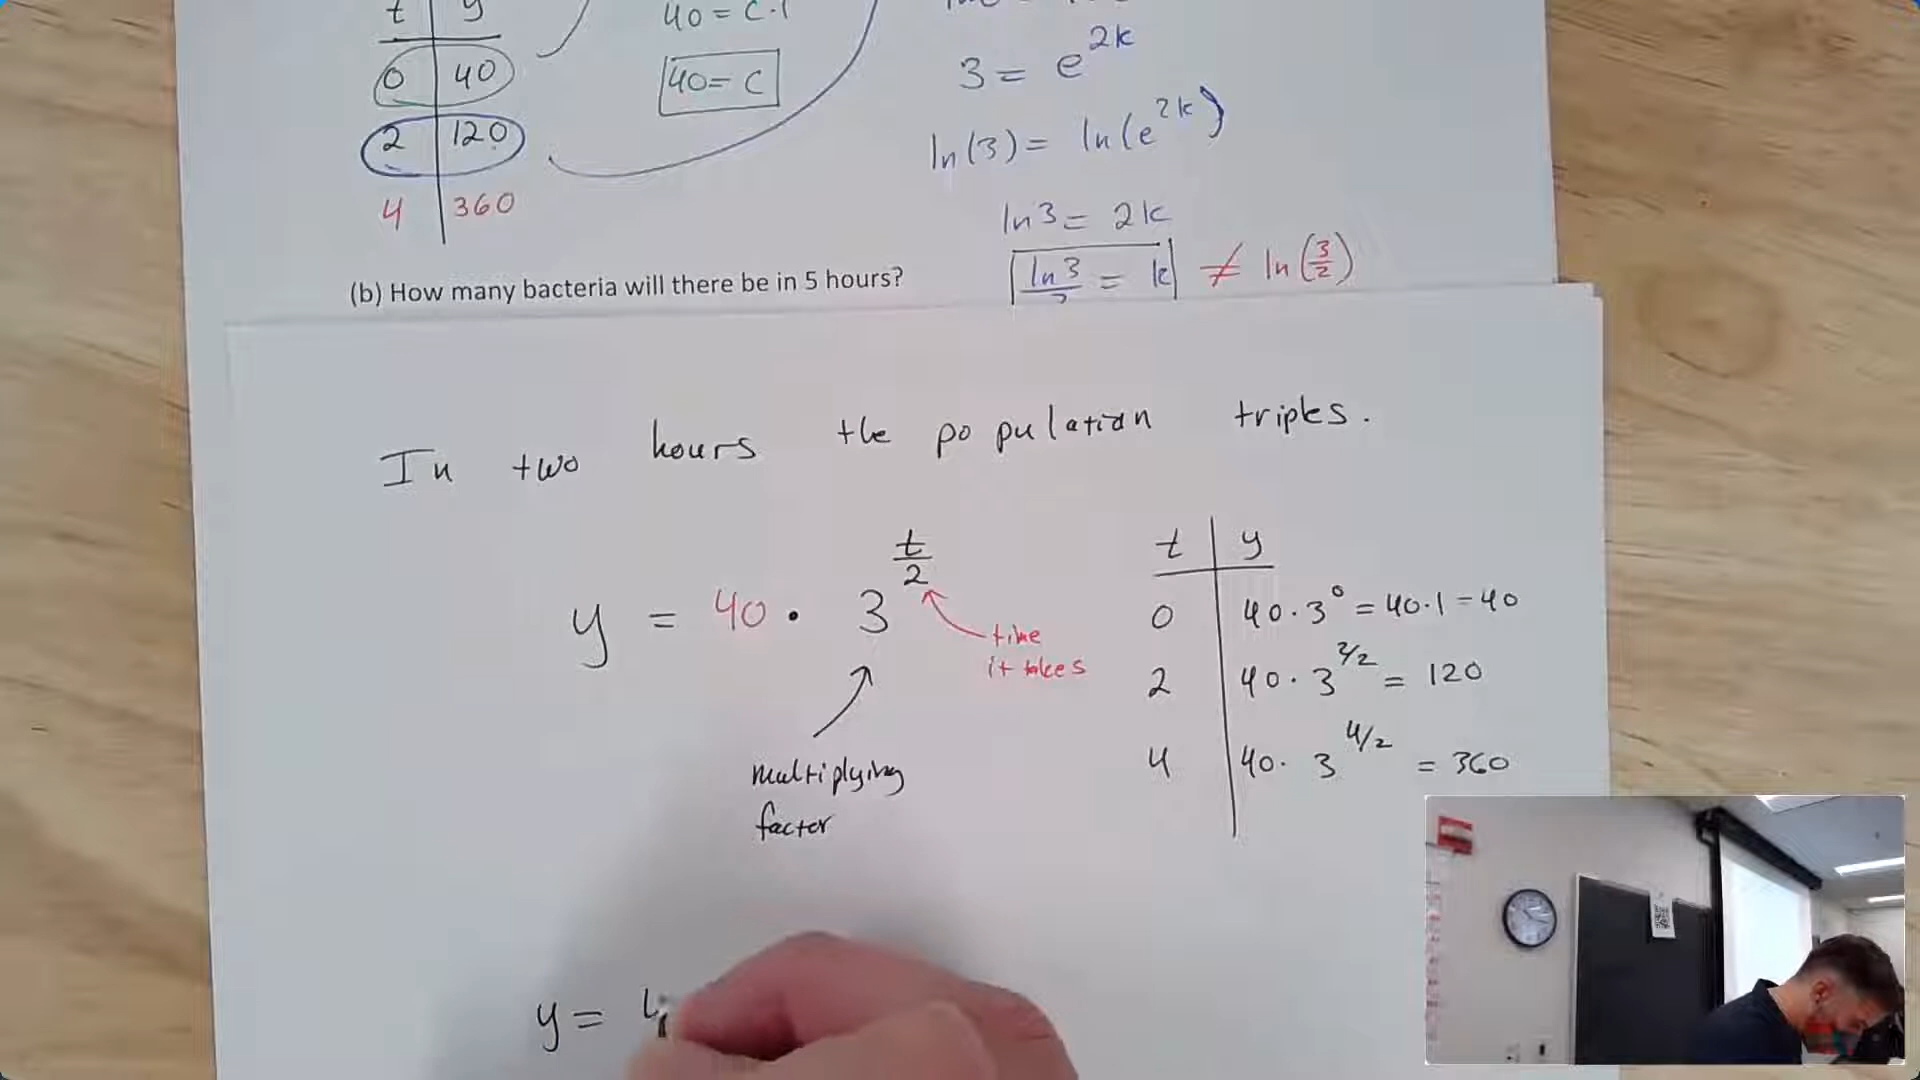 t | y
0 | 40
2 | 120
4 | 360
40 = C·1
40 = C
3 = e^{2k}
ln(3) = ln(e^{2k})
ln3 = 2k
ln3/2 = k ≠ ln(3/2)
(b) How many bacteria will there be in 5 hours?
In two hours the population triples.
y = 40 · 3^{t/2}
time
it takes
multiplying
factor
t | y
0 | 40·3^0 = 40·1 = 40
2 | 40·3^{2/2} = 120
4 | 40·3^{4/2} = 360
y = 4